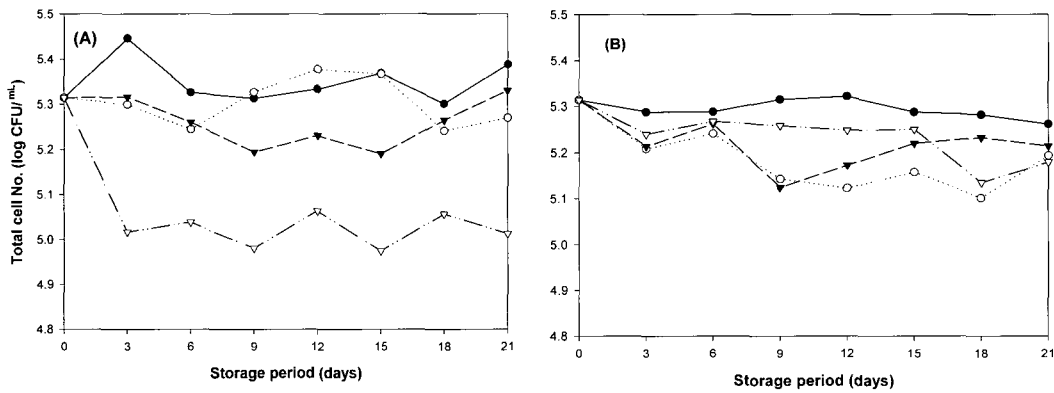 (A)
Total cell No. (log CFU/mL)
5.5
5.4
5.3
5.2
5.1
5.0
4.9
4.8
0 3 6 9 12 15 18 21
Storage period (days)
(B)
5.5
5.4
5.3
5.2
5.1
5.0
4.9
4.8
0 3 6 9 12 15 18 21
Storage period (days)